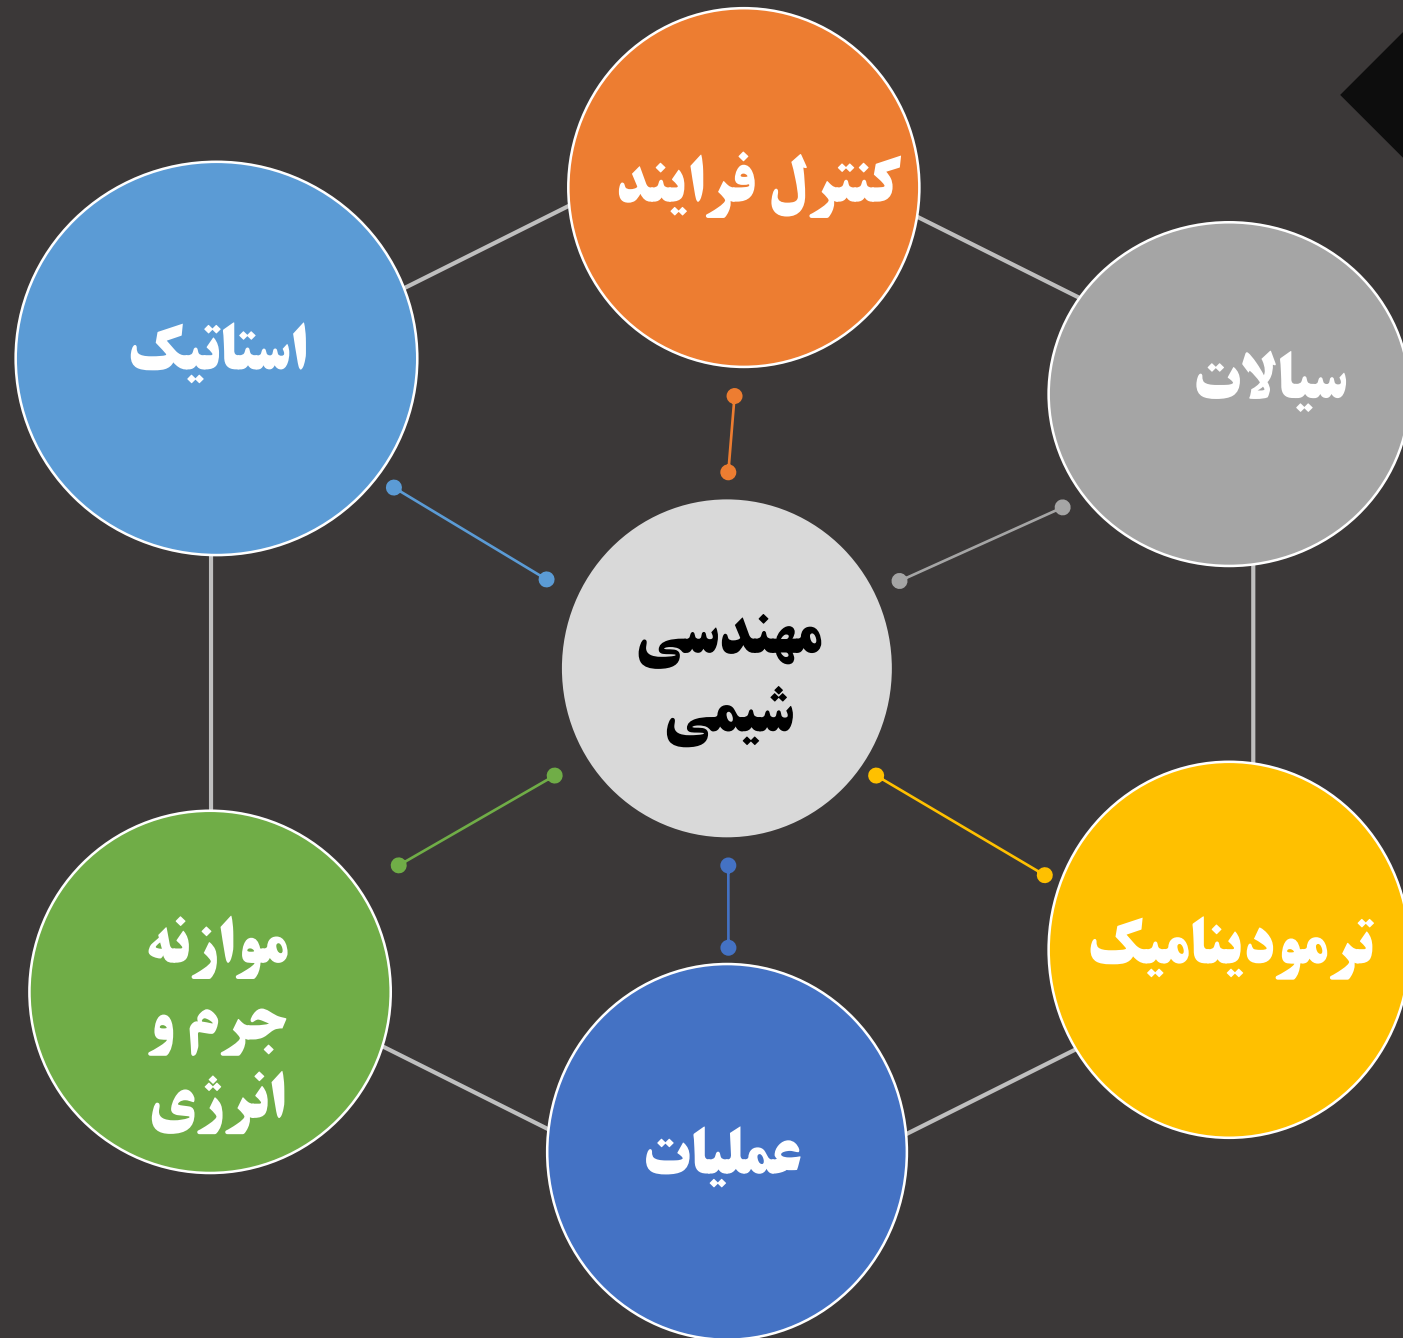 کنترل فرایند
استاتیک
سیالات
مهندسی
شیمی
موازنه
جرم و
انرژی
ترمودینامیک
عملیات